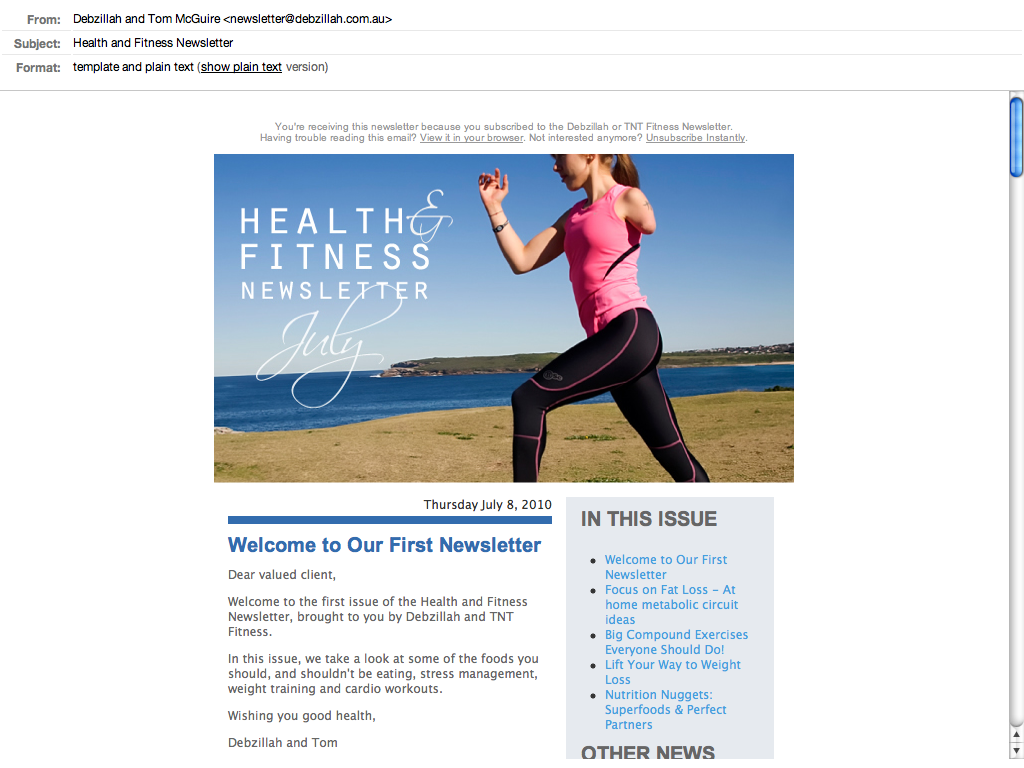 From: Debzillah and Tom McGuire <newsletter@debzillah.com.au>
Subject: Health and Fitness Newsletter
Format: template and plain text (show plain text version)
You're receiving this newsletter because you subscribed to the Debzillah or TNT Fitness Newsletter.
Having trouble reading this email? View it in your browser. Not interested anymore? Unsubscribe Instantly.
HEALTH &
FITNESS
NEWSLETTER
July
Thursday July 8, 2010
Welcome to Our First Newsletter
Dear valued client,
Welcome to the first issue of the Health and Fitness
Newsletter, brought to you by Debzillah and TNT
Fitness.
In this issue, we take a look at some of the foods you
should, and shouldn't be eating, stress management,
weight training and cardio workouts.
Wishing you good health,
Debzillah and Tom
IN THIS ISSUE
• Welcome to Our First
Newsletter
• Focus on Fat Loss – At
home metabolic circuit
ideas
• Big Compound Exercises
Everyone Should Do!
• Lift Your Way to Weight
Loss
• Nutrition Nuggets:
Superfoods & Perfect
Partners
OTHER NEWS